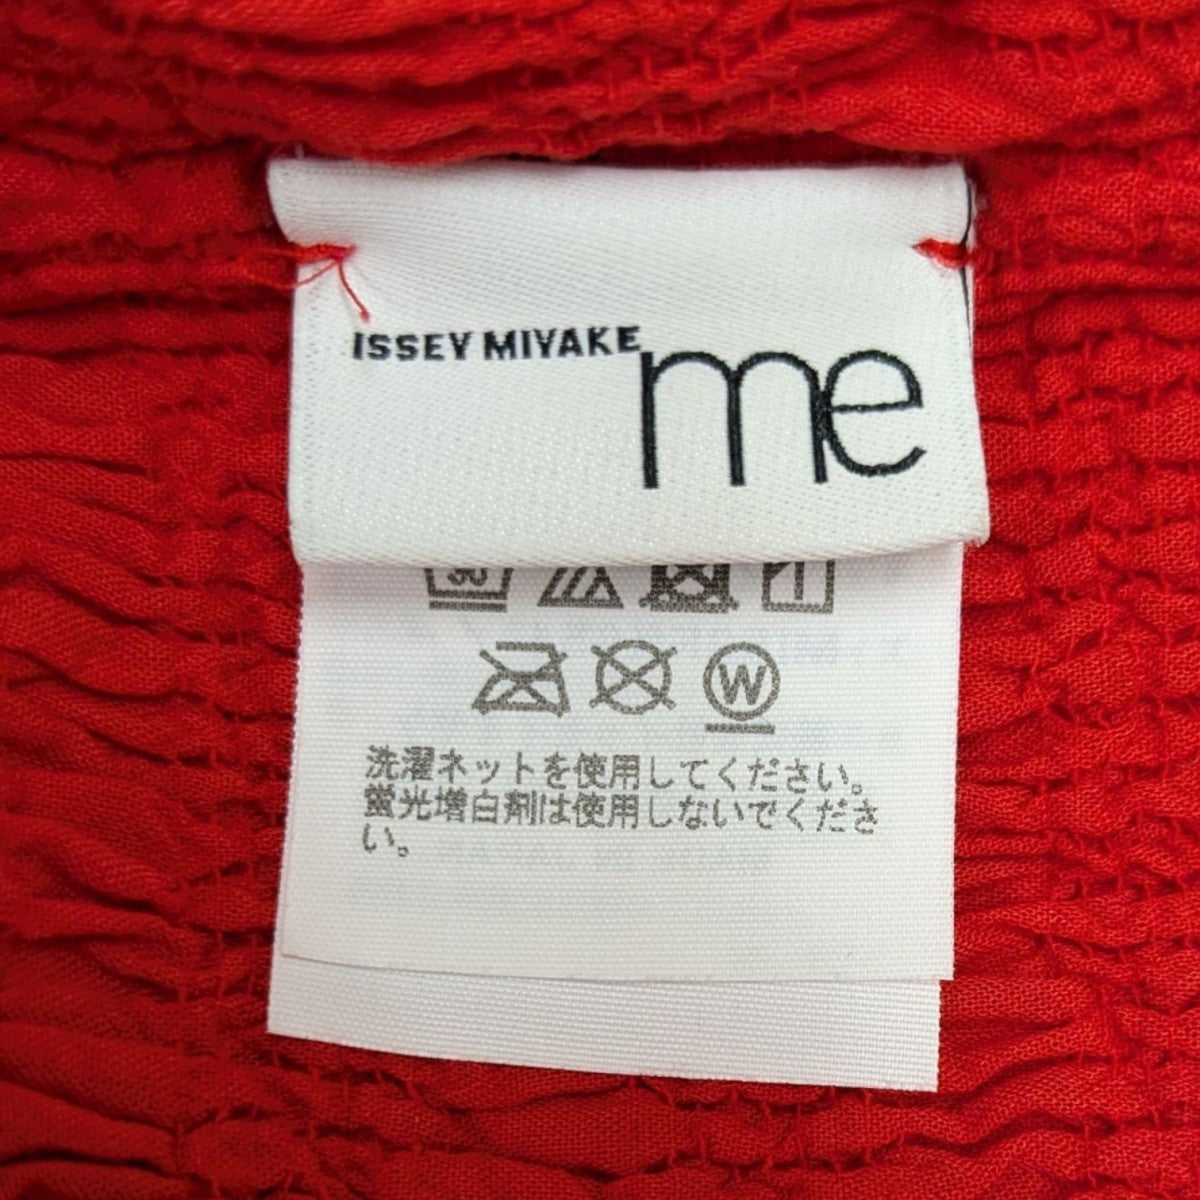 ISSEY MIYAKE me
30
W
洗濯ネットを使用してください。
蛍光増白剤は使用しないでくださ
い。